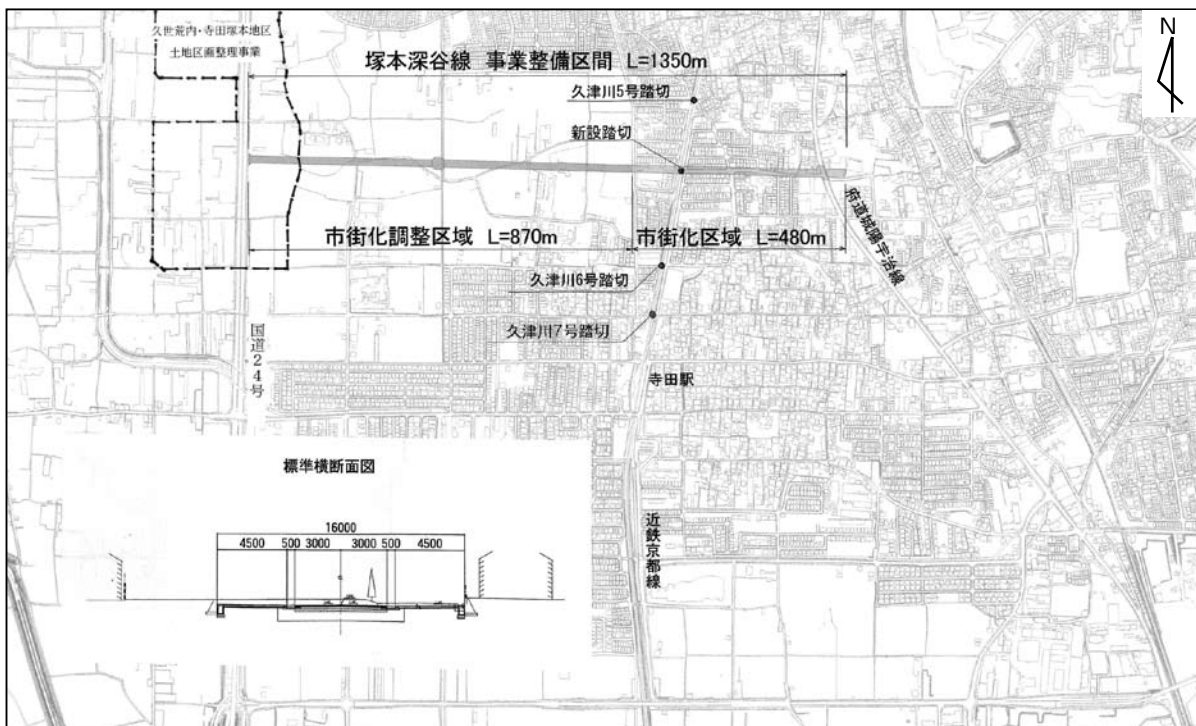 久世荒内・寺田塚本地区
土地区画整理事業
N
塚本深谷線 事業整備区間 L=1350m
久津川5号踏切
新設踏切
市街化調整区域 L=870m
市街化区域 L=480m
府道城陽宇治線
久津川6号踏切
久津川7号踏切
国道24号
寺田駅
標準横断面図
16000
4500 500 3000 3000 500 4500
近鉄京都線